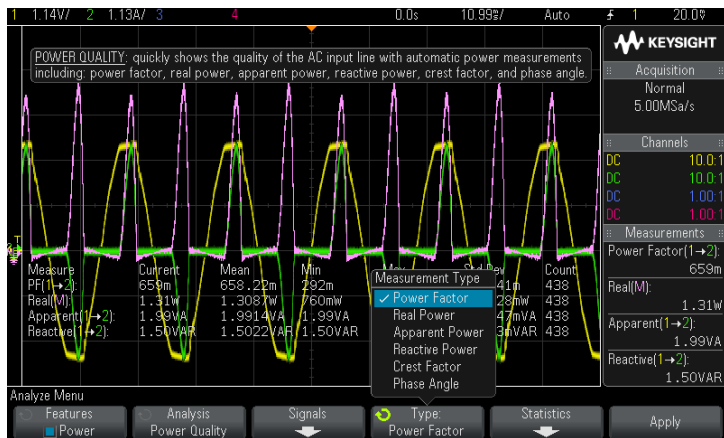 1 1.14V/ 2 1.13A/ 3 4 0.0s 10.99%/ Auto 1 20.0V
POWER QUALITY: quickly shows the quality of the AC input line with automatic power measurements
including: power factor, real power, apparent power, reactive power, crest factor, and phase angle.
KEYSIGHT
Acquisition
Normal
5.00MSa/s
Channels
DC 10.0:1
DC 10.0:1
DC 1.00:1
DC 1.00:1
Measurements
Power Factor(1→2):
659m
Real(M):
1.31W
Apparent(1→2):
1.99VA
Reactive(1→2):
1.50VAR
Measure Current Mean Min Count
PF(1→2): 659m 658.22m 292m 41m 438
Real(M): 1.31W 1.3087W 760mW 28mW 438
Apparent(1→2): 1.99VA 1.9914VA 1.99VA 47mVA 438
Reactive(1→2): 1.50VAR 1.5022VAR 1.50VAR 3mVAR 438
Measurement Type
✓ Power Factor
Real Power
Apparent Power
Reactive Power
Crest Factor
Phase Angle
Analyze Menu
Features
Power
Analysis
Power Quality
Signals
Type:
Power Factor
Statistics
Apply